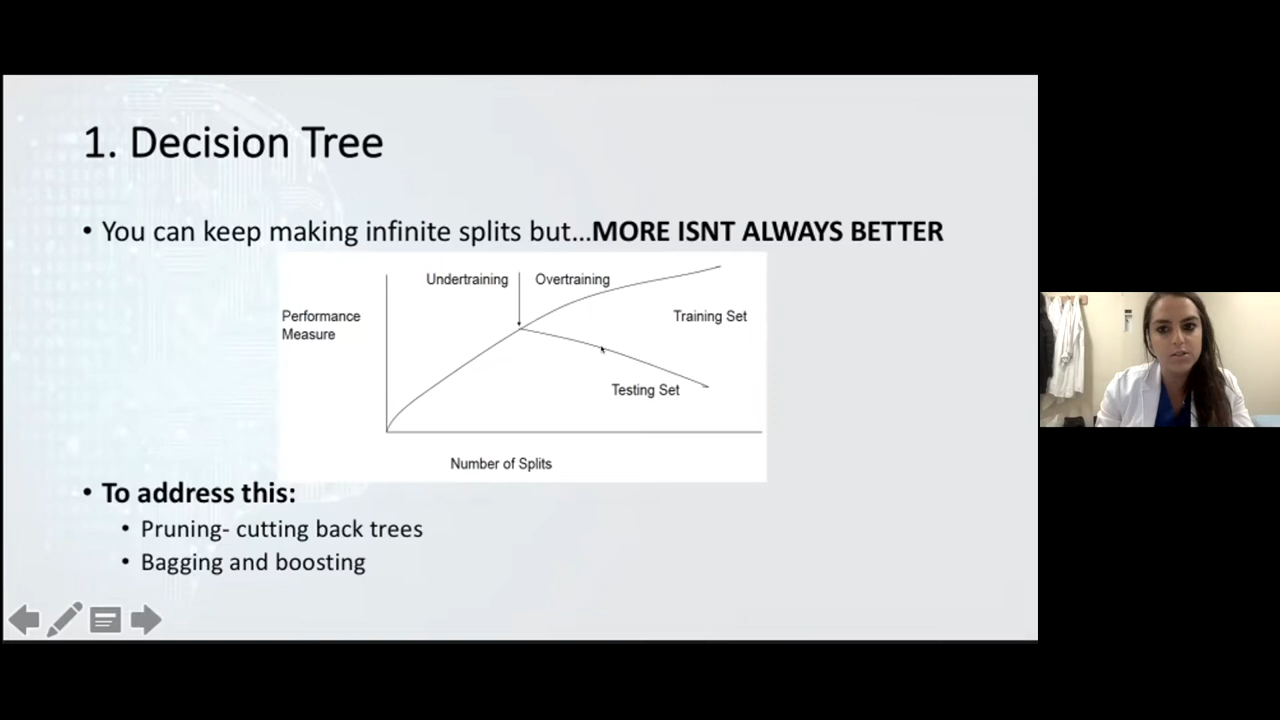 1. Decision Tree
• You can keep making infinite splits but...MORE ISNT ALWAYS BETTER
Undertraining
Overtraining
Performance
Measure
Training Set
Testing Set
Number of Splits
• To address this:
• Pruning- cutting back trees
• Bagging and boosting